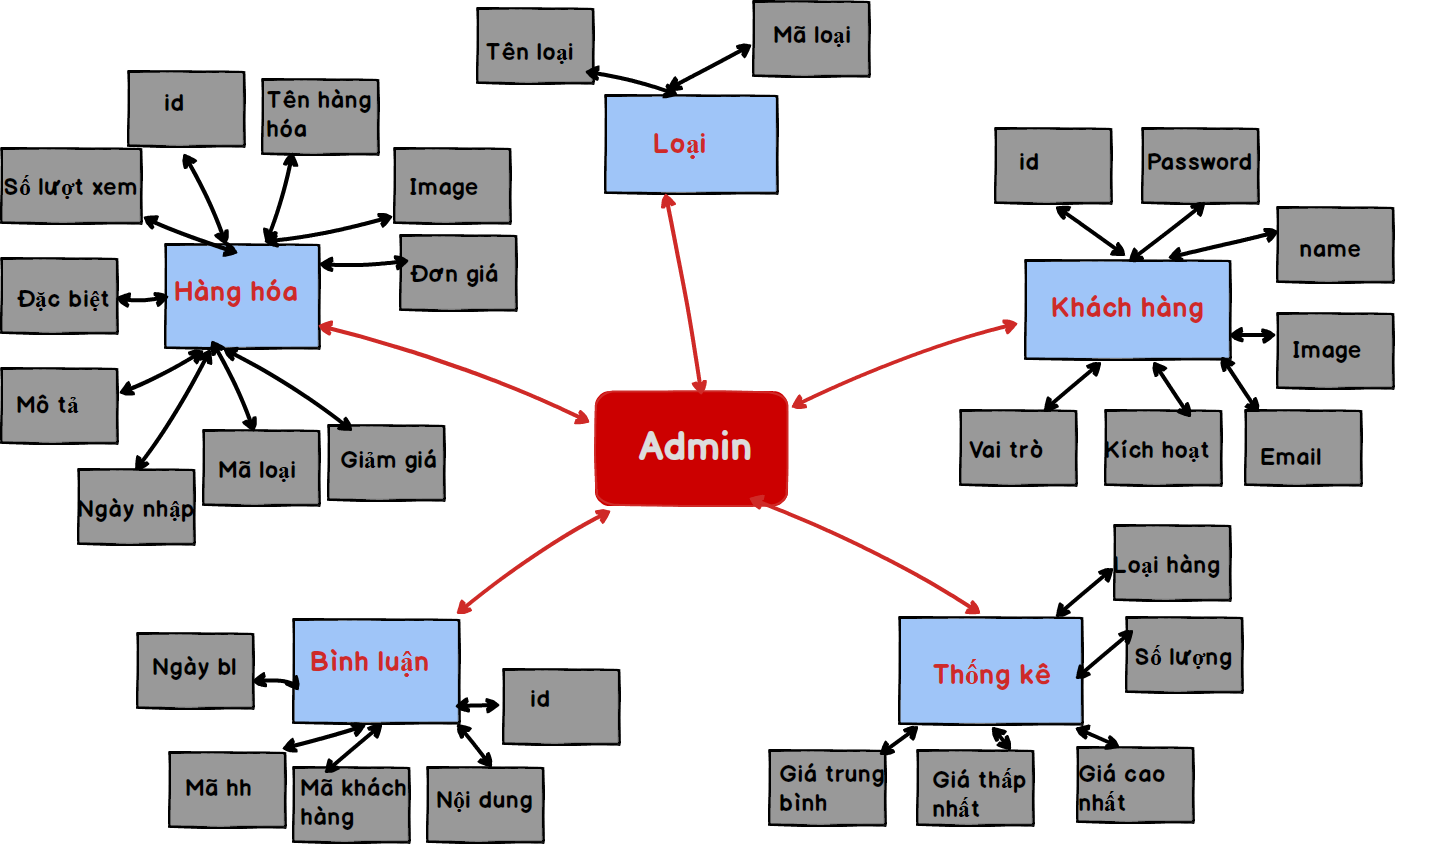 Tên loại
Mã loại
Loại
id
Tên hàng
hóa
Số lượt xem
Image
Đơn giá
Đặc biệt
Hàng hóa
Mô tả
Ngày nhập
Mã loại
Giảm giá
id
Password
name
Khách hàng
Image
Vai trò
Kích hoạt
Email
Admin
Ngày bl
Bình luận
id
Mã hh
Mã khách
hàng
Nội dung
Loại hàng
Số lượng
Thống kê
Giá trung
bình
Giá thấp
nhất
Giá cao
nhất